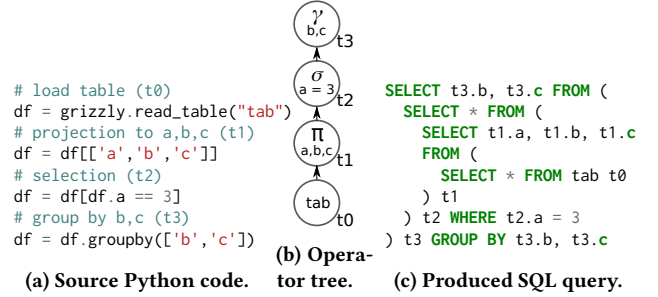 # load table (t0)
df = grizzly.read_table("tab")
# projection to a,b,c (t1)
df = df[['a','b','c']]
# selection (t2)
df = df[df.a == 3]
# group by b,c (t3)
df = df.groupby(['b','c'])
(a) Source Python code.
γ
b,c
t3
σ
a = 3
t2
π
a,b,c
t1
tab
t0
(b) Opera-
tor tree.
SELECT t3.b, t3.c FROM (
SELECT * FROM (
SELECT t1.a, t1.b, t1.c
FROM (
SELECT * FROM tab t0
) t1
) t2 WHERE t2.a = 3
) t3 GROUP BY t3.b, t3.c
(c) Produced SQL query.